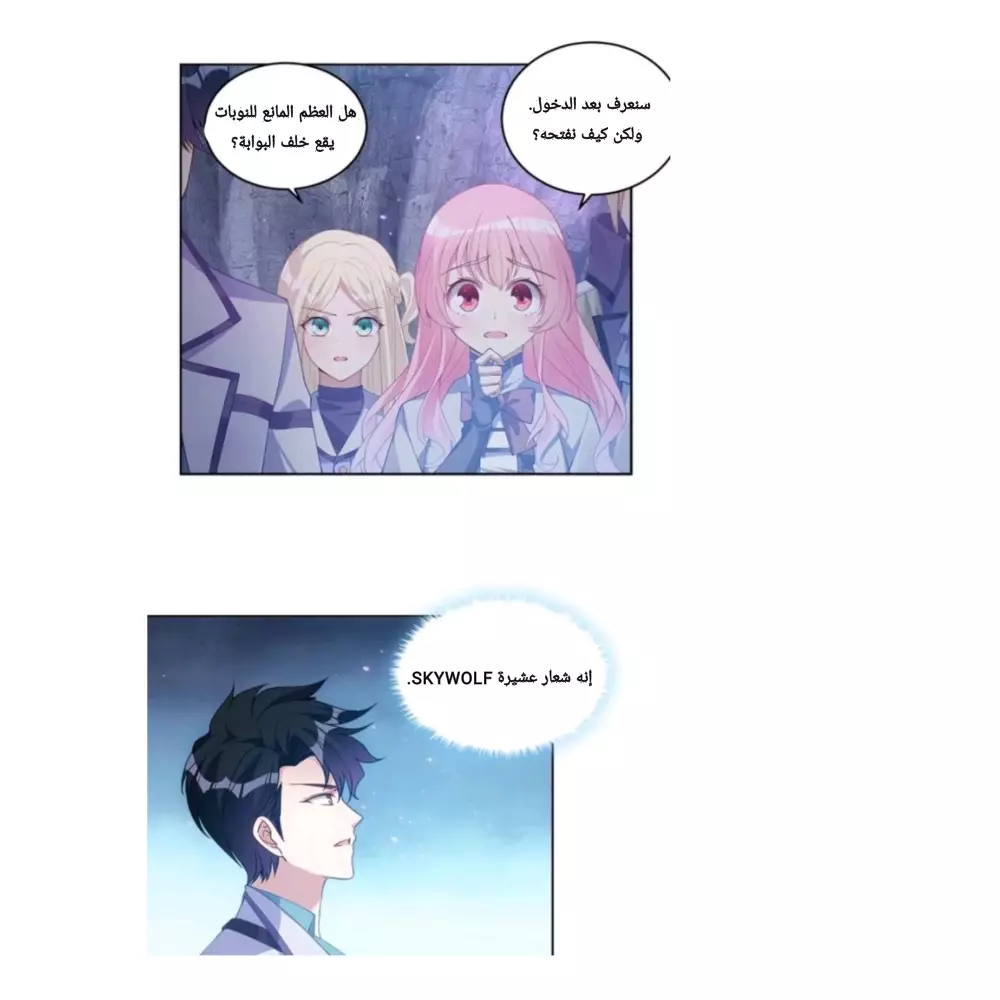 سنعرف بعد الدخول.
ولكن كيف نفتحه؟
هل العظم المانع للنوبات
يقع خلف البوابة؟
إنه شعار عشيرة SKYWOLF.